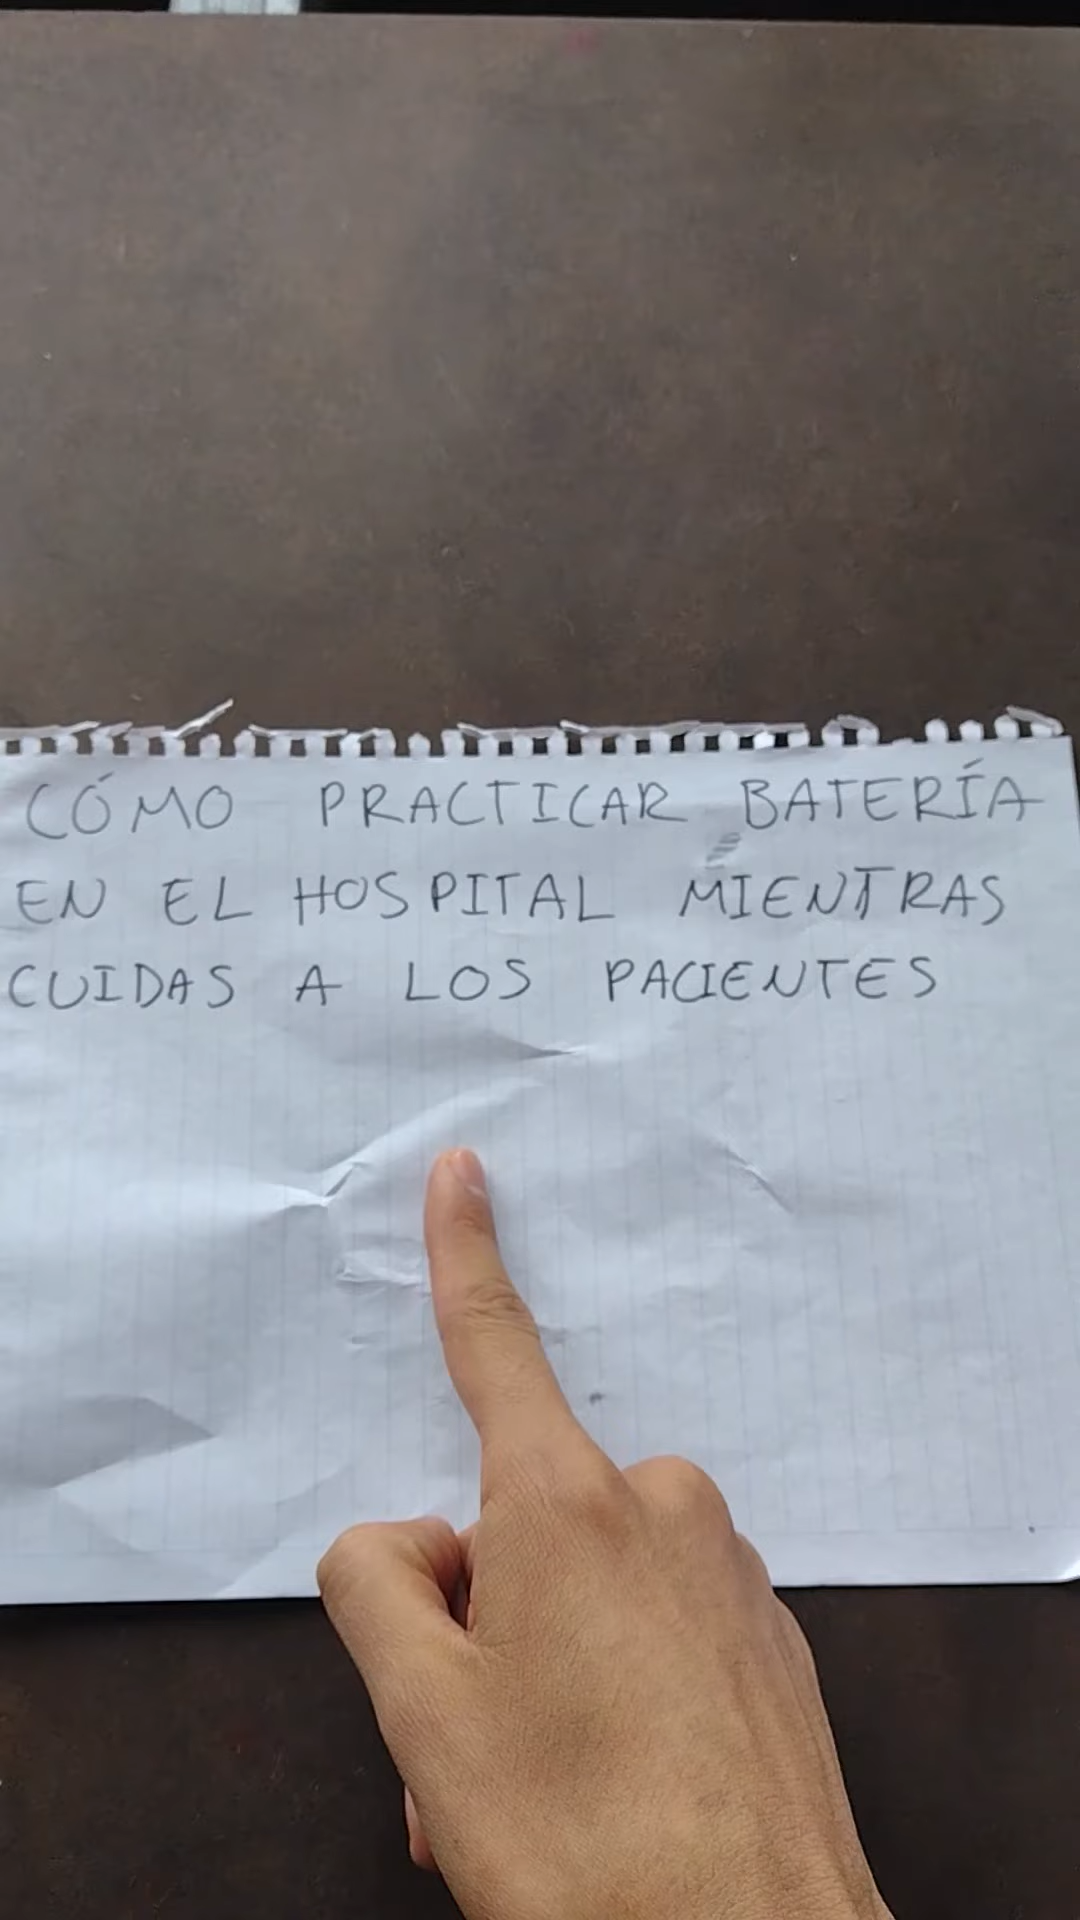 CÓMO PRACTICAR BATERÍA
EN EL HOSPITAL MIENTRAS
CUIDAS A LOS PACIENTES